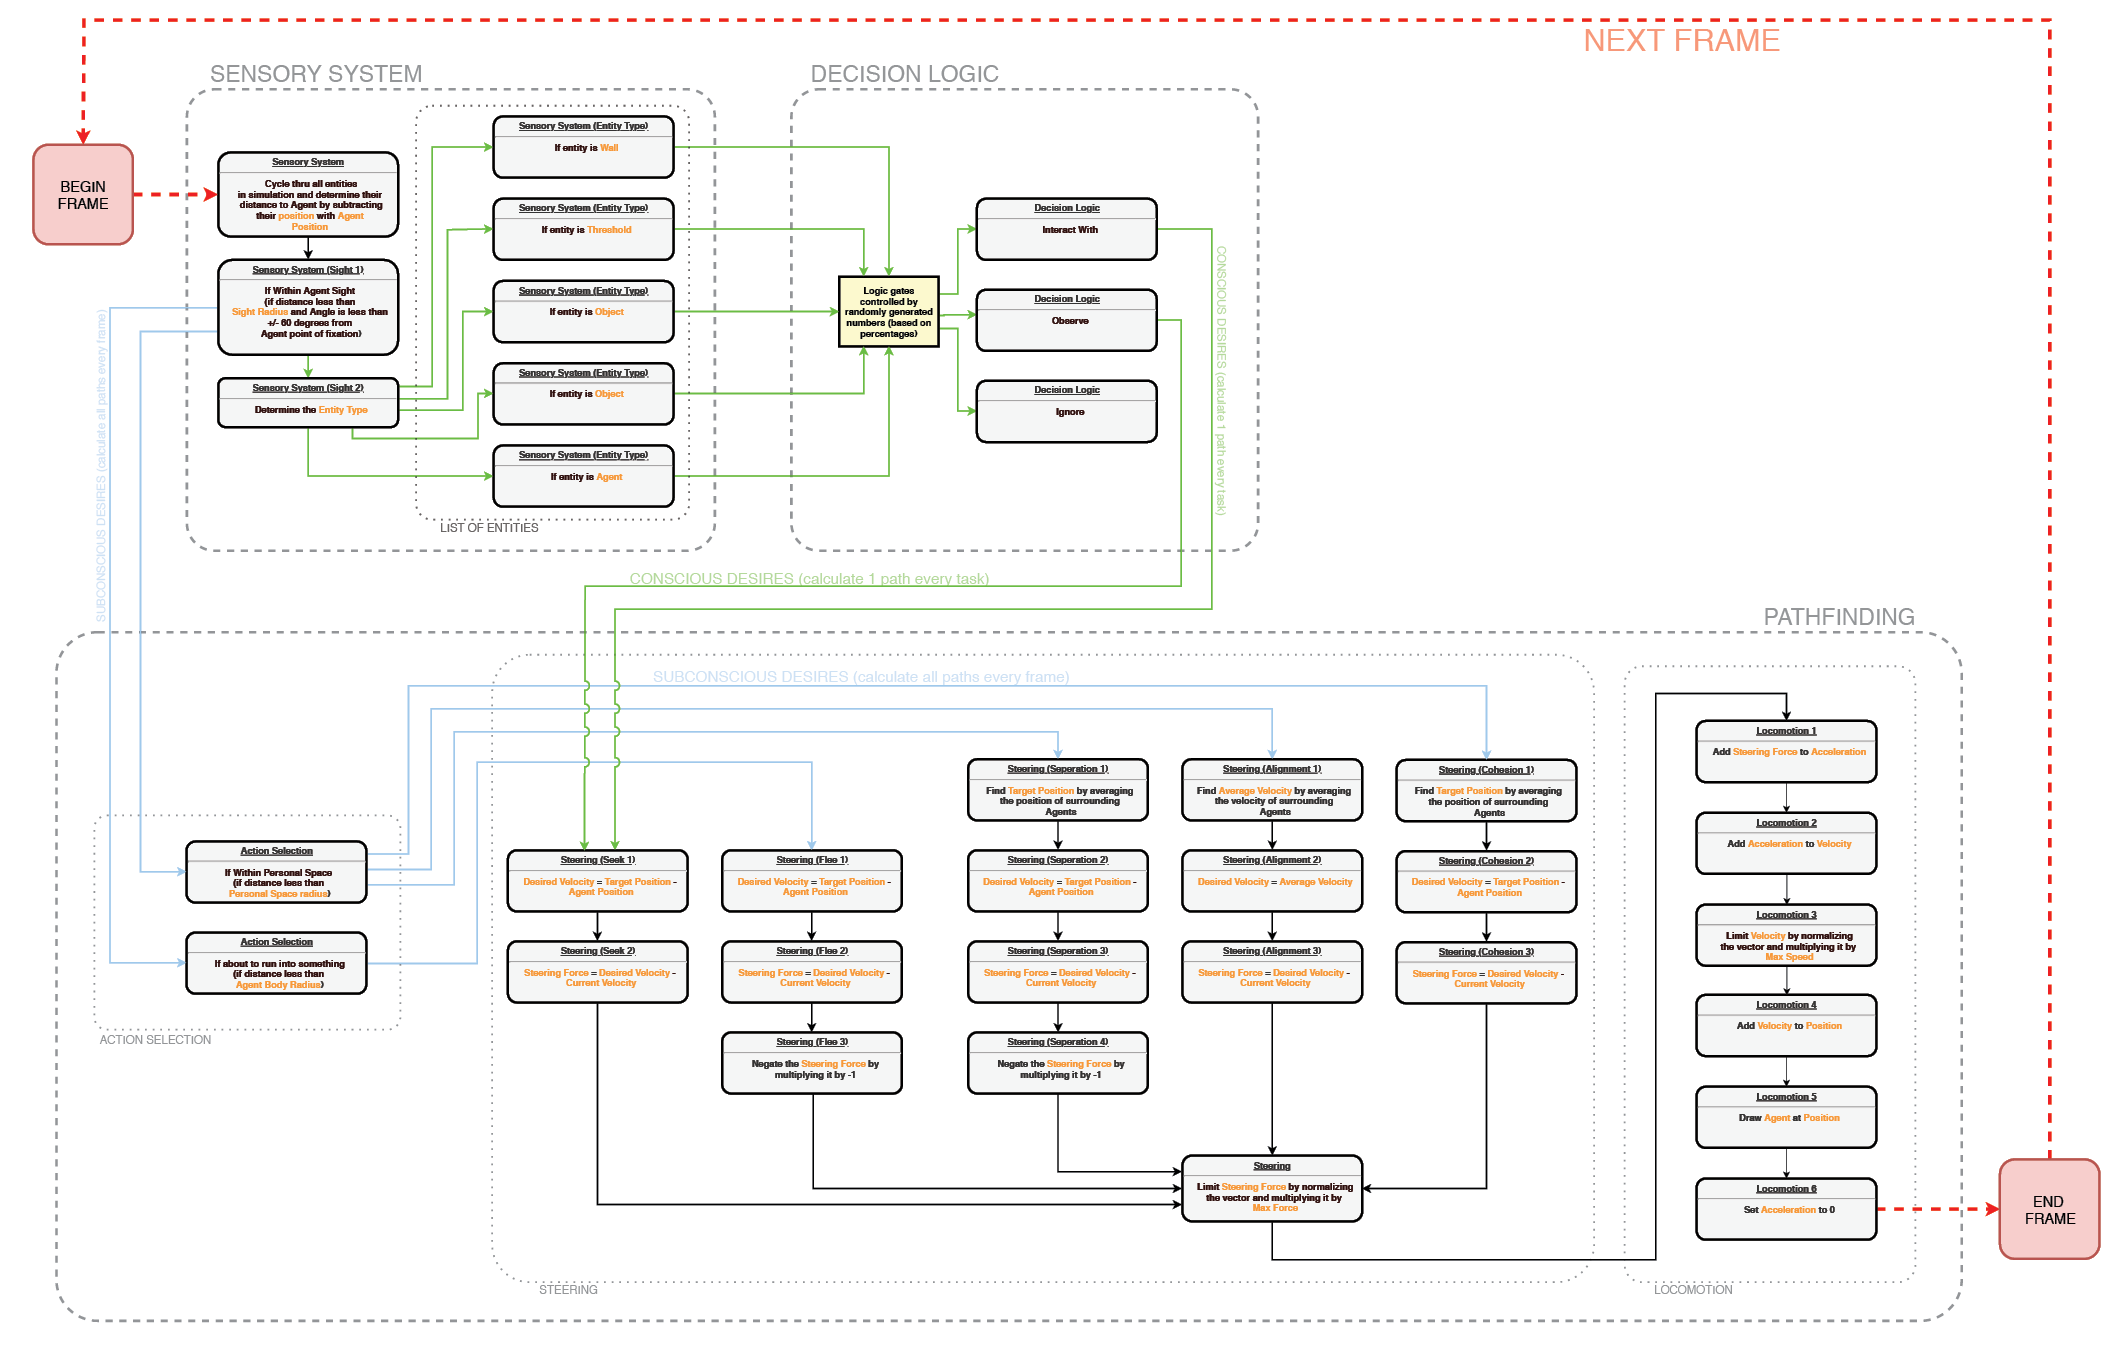 NEXT FRAME
SENSORY SYSTEM
DECISION LOGIC
BEGIN
FRAME
Sensory System
Cycle thru all entities
in simulation and determine their
distance to Agent by subtracting
their position with Agent
Position
Sensory System (Sight 1)
If Within Agent Sight
(if distance less than
Sight Radius and Angle is less than
+/- 60 degrees from
Agent point of fixation)
Sensory System (Sight 2)
Determine the Entity Type
Sensory System (Entity Type)
If entity is Wall
Sensory System (Entity Type)
If entity is Threshold
Sensory System (Entity Type)
If entity is Object
Sensory System (Entity Type)
If entity is Object
Sensory System (Entity Type)
If entity is Agent
LIST OF ENTITIES
Logic gates
controlled by
randomly generated
numbers (based on
percentages)
Decision Logic
Interact With
Decision Logic
Observe
Decision Logic
Ignore
CONSCIOUS DESIRES (calculate 1 path every task)
SUBCONSCIOUS DESIRES (calculate all paths every frame)
CONSCIOUS DESIRES (calculate 1 path every task)
PATHFINDING
SUBCONSCIOUS DESIRES (calculate all paths every frame)
Action Selection
If Within Personal Space
(if distance less than
Personal Space radius)
Action Selection
If about to run into something
(if distance less than
Agent Body Radius)
ACTION SELECTION
Steering (Seek 1)
Desired Velocity = Target Position -
Agent Position
Steering (Seek 2)
Steering Force = Desired Velocity -
Current Velocity
Steering (Flee 1)
Desired Velocity = Target Position -
Agent Position
Steering (Flee 2)
Steering Force = Desired Velocity -
Current Velocity
Steering (Flee 3)
Negate the Steering Force by
multiplying it by -1
Steering (Seperation 1)
Find Target Position by averaging
the position of surrounding
Agents
Steering (Seperation 2)
Desired Velocity = Target Position -
Agent Position
Steering (Seperation 3)
Steering Force = Desired Velocity -
Current Velocity
Steering (Seperation 4)
Negate the Steering Force by
multiplying it by -1
Steering (Alignment 1)
Find Average Velocity by averaging
the velocity of surrounding
Agents
Steering (Alignment 2)
Desired Velocity = Average Velocity
Steering (Alignment 3)
Steering Force = Desired Velocity -
Current Velocity
Steering (Cohesion 1)
Find Target Position by averaging
the position of surrounding
Agents
Steering (Cohesion 2)
Desired Velocity = Target Position -
Agent Position
Steering (Cohesion 3)
Steering Force = Desired Velocity -
Current Velocity
Steering
Limit Steering Force by normalizing
the vector and multiplying it by
Max Force
STEERING
Locomotion 1
Add Steering Force to Acceleration
Locomotion 2
Add Acceleration to Velocity
Locomotion 3
Limit Velocity by normalizing
the vector and multiplying it by
Max Speed
Locomotion 4
Add Velocity to Position
Locomotion 5
Draw Agent at Position
Locomotion 6
Set Acceleration to 0
LOCOMOTION
END
FRAME